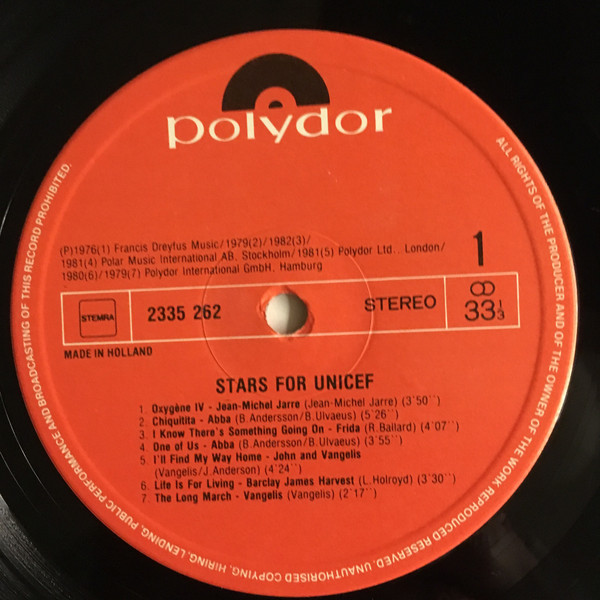 polydor
(P)1976(1) Francis Dreyfus Music/1979(2)/1982(3)/
1981(4) Polar Music International AB. Stockholm/1981(5) Polydor Ltd.. London/
1980(6)/1979(7) Polydor International GmbH. Hamburg
1
STEMRA
2335 262
STEREO
33 1/3
MADE IN HOLLAND
STARS FOR UNICEF
1. Oxygène IV - Jean-Michel Jarre (Jean-Michel Jarre) (3´50´´)
2. Chiquitita - Abba (B.Andersson/B.Ulvaeus) (5´26´´)
3. I Know There's Something Going On - Frida (R.Ballard) (4´07´´)
4. One of Us - Abba (B.Andersson/B.Ulvaeus) (3´55´´)
5. I'll Find My Way Home - John and Vangelis
(Vangelis/J.Anderson) (4´24´´)
6. Life Is For Living - Barclay James Harvest (L.Holroyd) (3´30´´)
7. The Long March - Vangelis (Vangelis) (2´17´´)
ALL RIGHTS OF THE PRODUCER AND OF THE OWNER OF THE WORK REPRODUCED RESERVED. UNAUTHORISED COPYING, HIRING, LENDING, PUBLIC PERFORMANCE AND BROADCASTING OF THIS RECORD PROHIBITED.